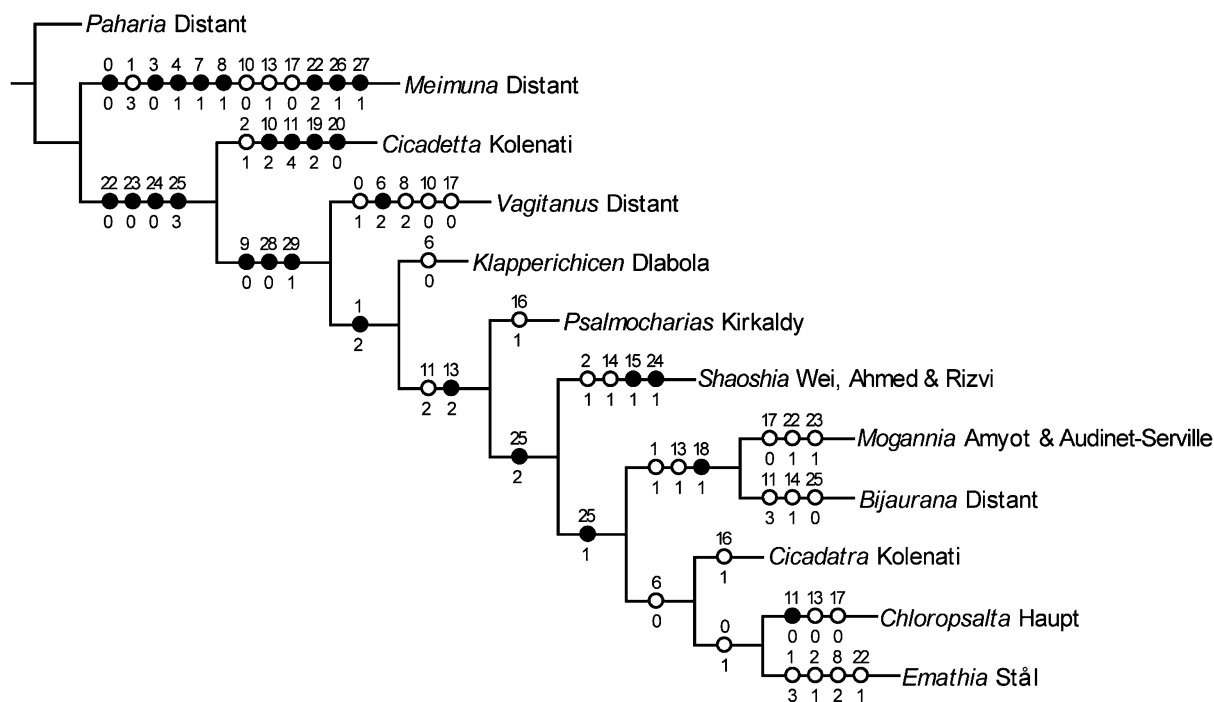 Paharia Distant
0 1 3 4 7 8 10 13 17 22 26 27
Meimuna Distant
0 3 0 1 1 1 0 1 0 2 1 1
2 10 11 19 20
Cicadetta Kolenati
1 2 4 2 0
22 23 24 25
0 0 0 3
0 6 8 10 17
Vagitanus Distant
1 2 2 0 0
9 28 29
0 0 1
6
Klapperichicen Dlabola
0
1
2
16
Psalmocharias Kirkaldy
1
11 13
2 2
2 14 15 24
Shaoshia Wei, Ahmed & Rizvi
1 1 1 1
25
2
17 22 23
Mogannia Amyot & Audinet-Serville
0 1 1
1 13 18
1 1 1
11 14 25
Bijaurana Distant
3 1 0
25
1
16
Cicadatra Kolenati
1
6
0
11 13 17
Chloropsalta Haupt
0 0 0
0
1
1 2 8 22
Emathia Stål
3 1 2 1